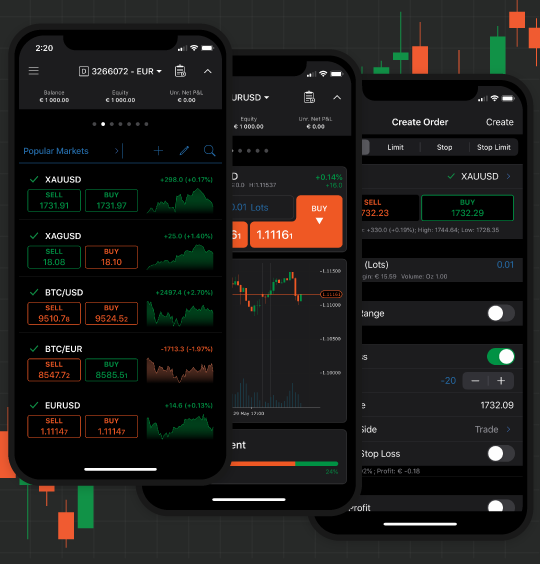 2:20
D 3266072 - EUR
Balance Equity Unr. Net P&L
€ 1 000.00 € 1 000.00 € 0.00
Popular Markets
XAUUSD +298.0 (+0.17%)
SELL BUY
1731.91 1731.97
XAGUSD +25.0 (+1.40%)
SELL BUY
18.08 18.10
BTC/USD +2497.4 (+2.70%)
SELL BUY
9510.78 9524.52
BTC/EUR -1713.3 (-1.97%)
SELL BUY
8547.72 8585.51
EURUSD +14.6 (+0.13%)
SELL BUY
1.11147 1.11147
URUSD
Equity Unr. Net P&L
€ 1 000.00 € 0.00
D +0.14%
H:1.11537 +16.0
0.01 Lots
BUY
61 1.11161
1.11500
1.11161
1.11000
1.10500
1.10000
29 May 17:00
ent
24%
Create Order Create
Limit Stop Stop Limit
XAUUSD
SELL BUY
732.23 1732.29
r: +330.0 (+0.19%); High: 1744.64; Low: 1728.35
(Lots) 0.01
gin: € 15.59 Volume: Oz 1.00
Range
ss
-20 − +
e 1732.09
Side Trade
Stop Loss
02% ; Profit: € -0.18
Profit